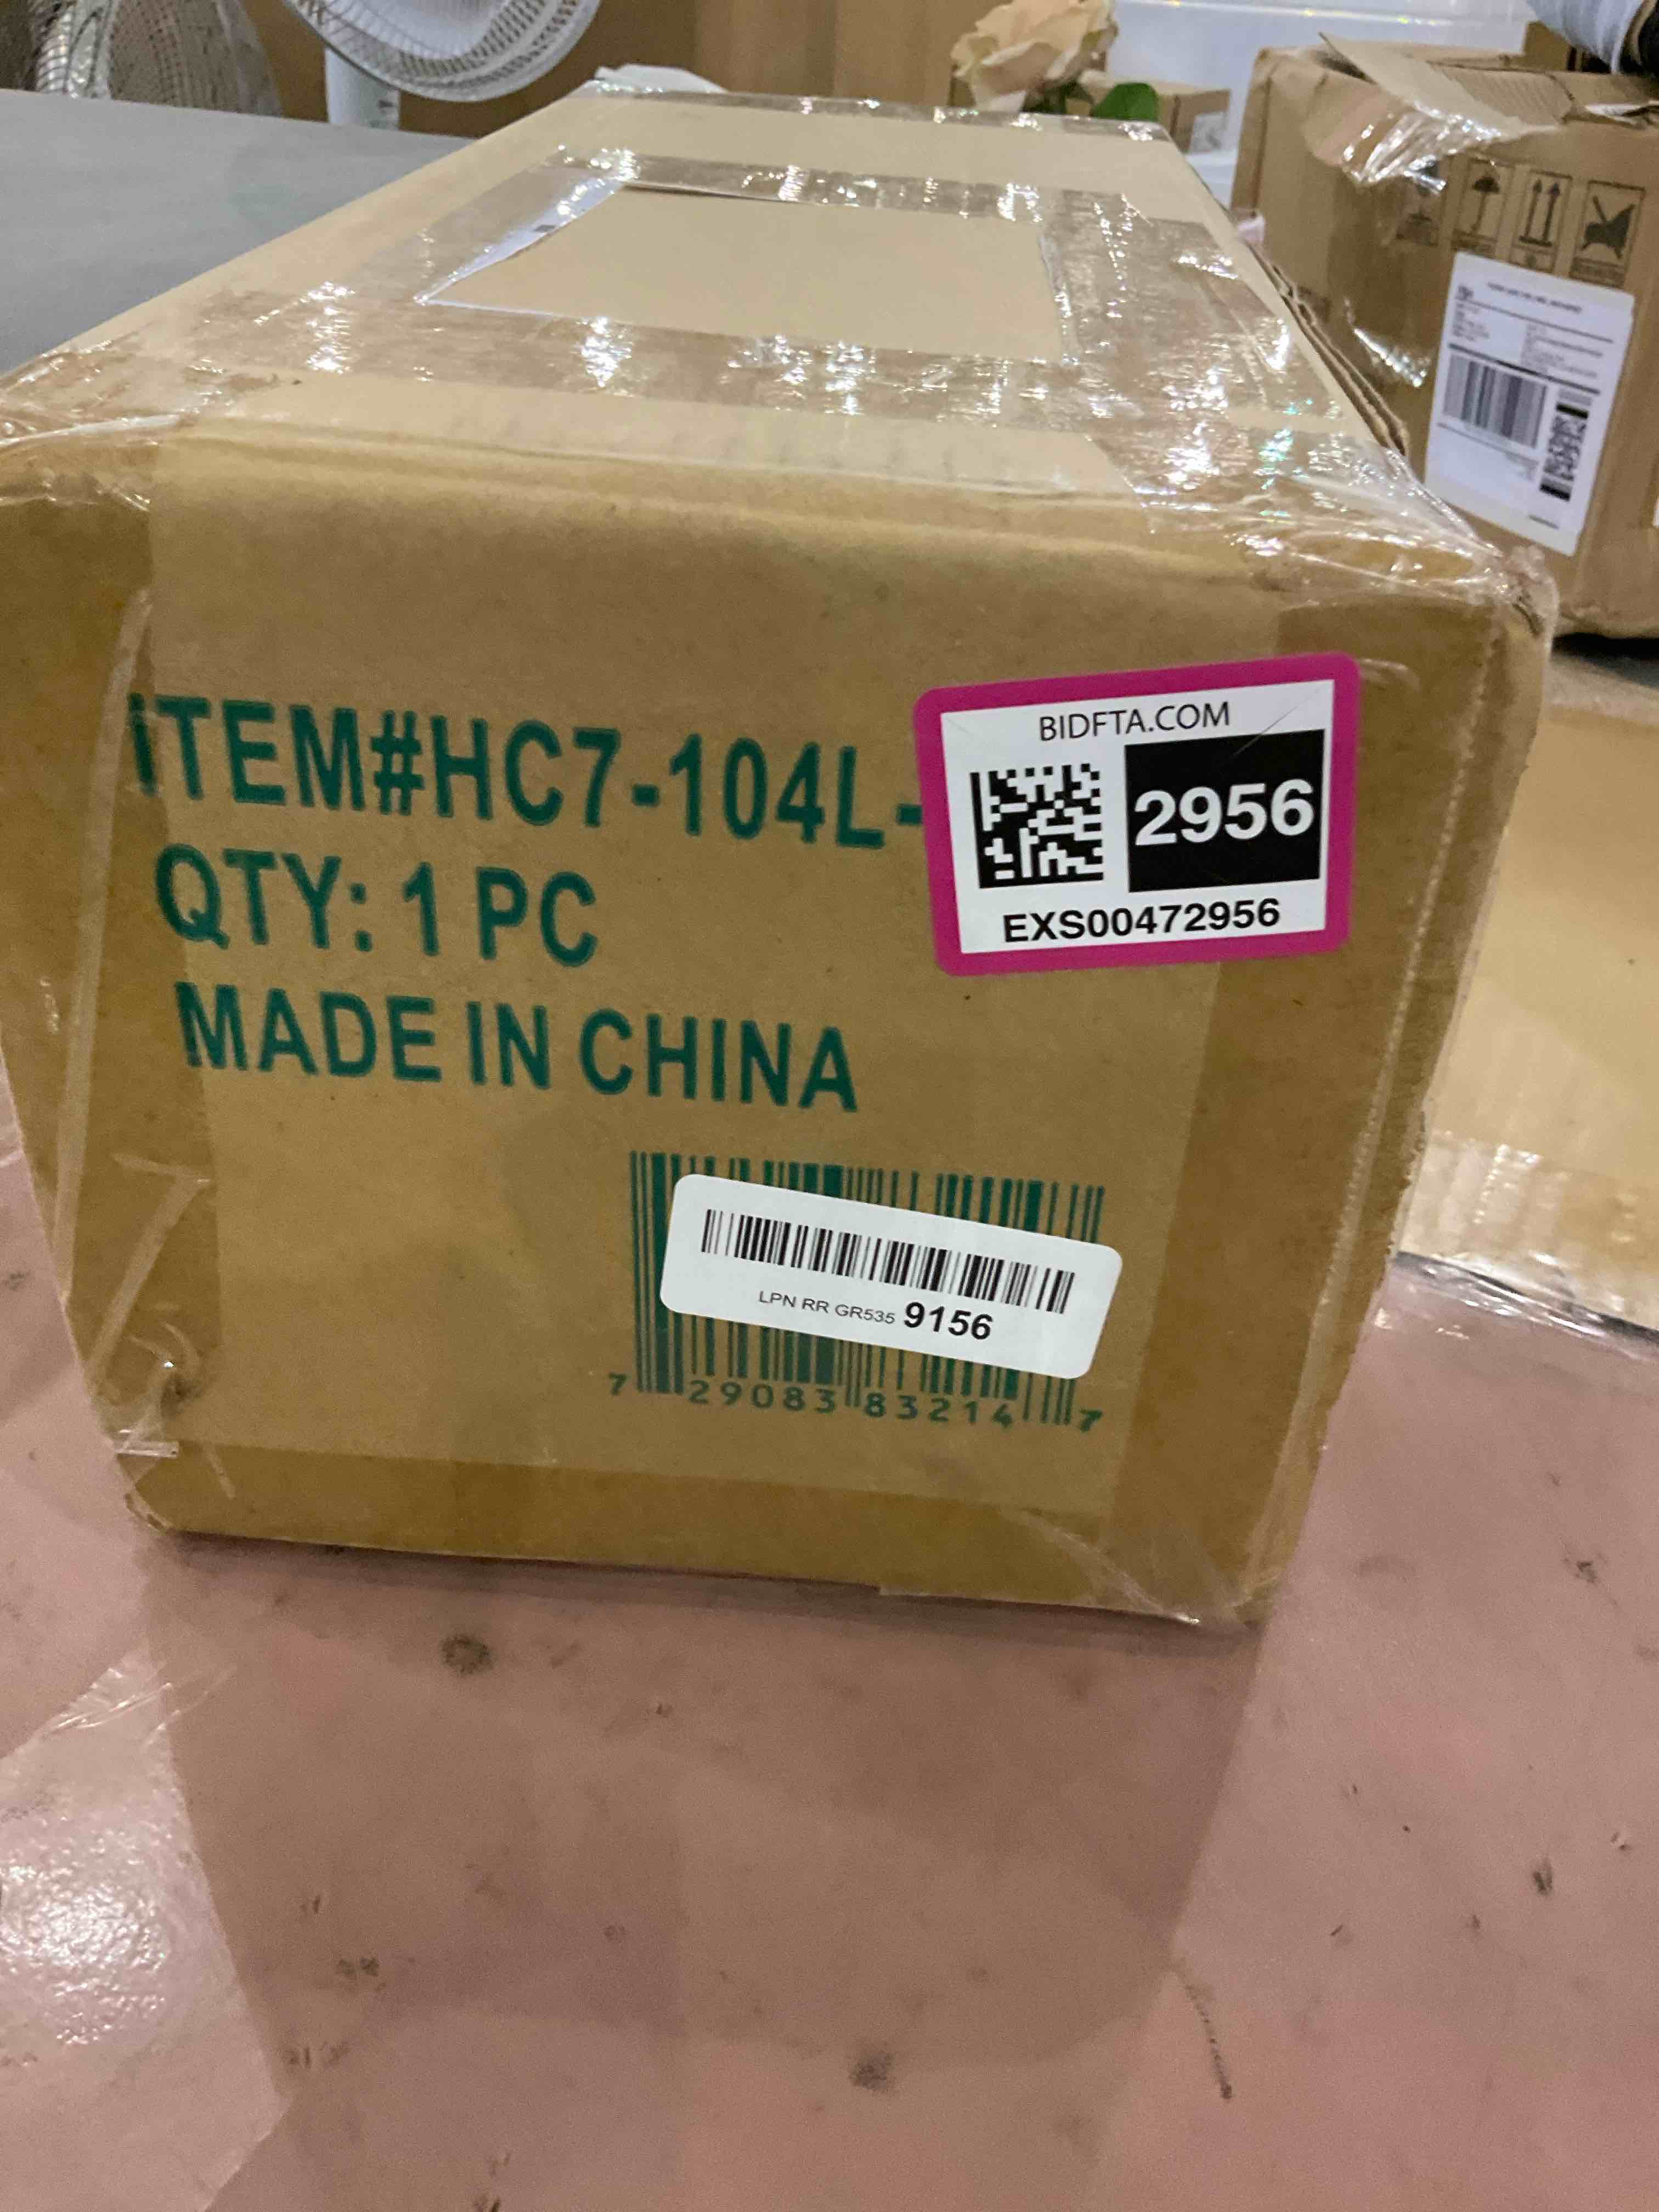 ITEM#HC7-104L-
QTY: 1 PC
MADE IN CHINA
BIDFTA.COM
2956
EXS00472956
LPN RR GR535 9156
7 29083 83214 7